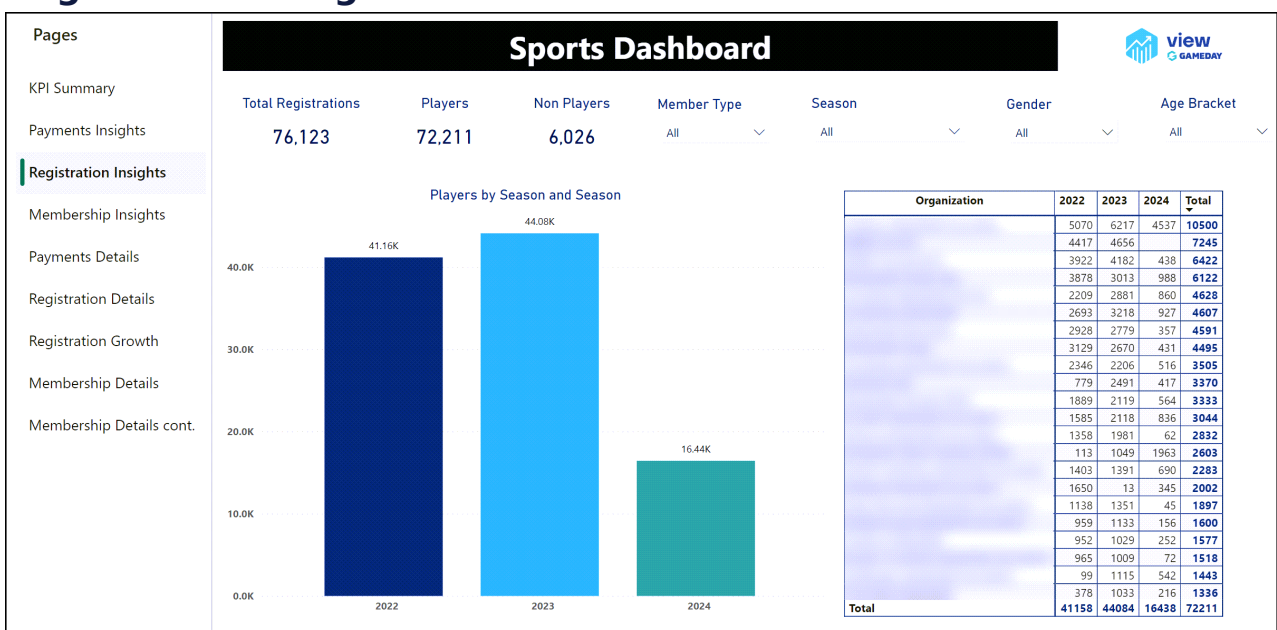 Pages
KPI Summary
Payments Insights
Registration Insights
Membership Insights
Payments Details
Registration Details
Registration Growth
Membership Details
Membership Details cont.
Sports Dashboard
view
GAMEDAY
Total Registrations
76,123
Players
72,211
Non Players
6,026
Member Type
All
Season
All
Gender
All
Age Bracket
All
Players by Season and Season
41.16K
44.08K
16.44K
40.0K
30.0K
20.0K
10.0K
0.0K
2022 2023 2024
Organization 2022 2023 2024 Total
5070 6217 4537 10500
4417 4656 7245
3922 4182 438 6422
3878 3013 988 6122
2209 2881 860 4628
2693 3218 927 4607
2928 2779 357 4591
3129 2670 431 4495
2346 2206 516 3505
779 2491 417 3370
1889 2119 564 3333
1585 2118 836 3044
1358 1981 62 2832
113 1049 1963 2603
1403 1391 690 2283
1650 13 345 2002
1138 1351 45 1897
959 1133 156 1600
952 1029 252 1577
965 1009 72 1518
99 1115 542 1443
378 1033 216 1336
Total 41158 44084 16438 72211